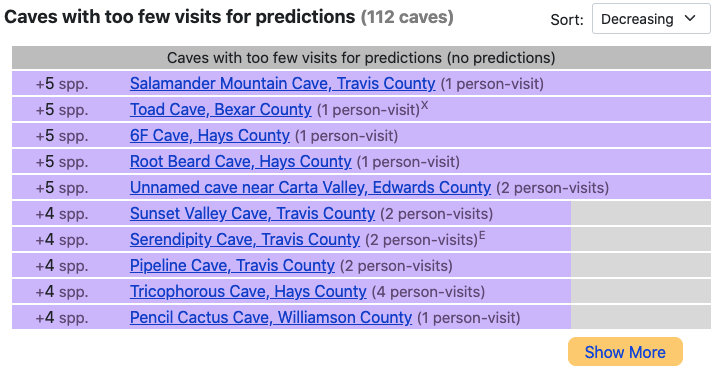 Caves with too few visits for predictions (112 caves)
Sort: Decreasing
Caves with too few visits for predictions (no predictions)
+5 spp. Salamander Mountain Cave, Travis County (1 person-visit)
+5 spp. Toad Cave, Bexar County (1 person-visit)X
+5 spp. 6F Cave, Hays County (1 person-visit)
+5 spp. Root Beard Cave, Hays County (1 person-visit)
+5 spp. Unnamed cave near Carta Valley, Edwards County (2 person-visits)
+4 spp. Sunset Valley Cave, Travis County (2 person-visits)
+4 spp. Serendipity Cave, Travis County (2 person-visits)E
+4 spp. Pipeline Cave, Travis County (2 person-visits)
+4 spp. Tricophorous Cave, Hays County (4 person-visits)
+4 spp. Pencil Cactus Cave, Williamson County (1 person-visit)
Show More